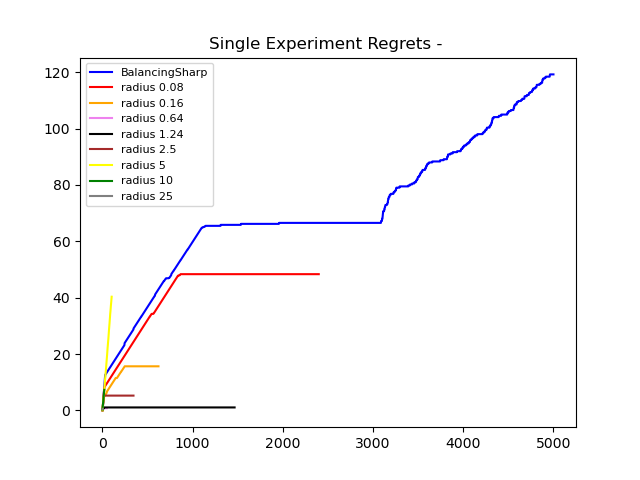 Single Experiment Regrets -
BalancingSharp
radius 0.08
radius 0.16
radius 0.64
radius 1.24
radius 2.5
radius 5
radius 10
radius 25
120
100
80
60
40
20
0
0 1000 2000 3000 4000 5000